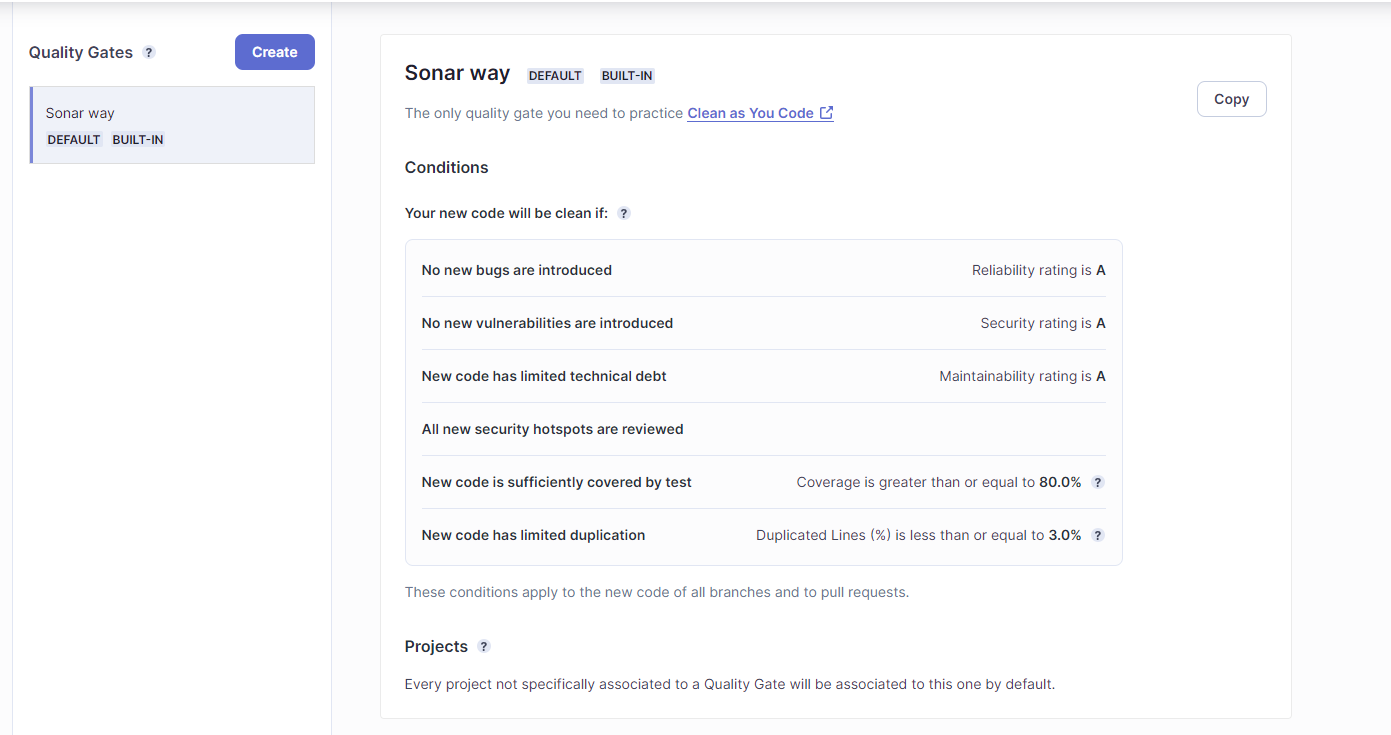 Quality Gates ?
Create
Sonar way
DEFAULT BUILT-IN
Sonar way DEFAULT BUILT-IN
The only quality gate you need to practice Clean as You Code
Copy
Conditions
Your new code will be clean if: ?
No new bugs are introduced Reliability rating is A
No new vulnerabilities are introduced Security rating is A
New code has limited technical debt Maintainability rating is A
All new security hotspots are reviewed
New code is sufficiently covered by test Coverage is greater than or equal to 80.0% ?
New code has limited duplication Duplicated Lines (%) is less than or equal to 3.0% ?
These conditions apply to the new code of all branches and to pull requests.
Projects ?
Every project not specifically associated to a Quality Gate will be associated to this one by default.